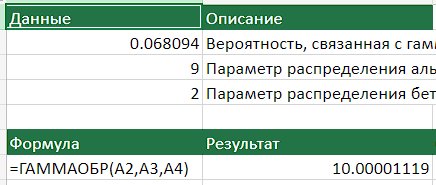 Данные Описание
0.068094 Вероятность, связанная с гам
9 Параметр распределения аль
2 Параметр распределения бет
Формула Результат
=ГАММАОБР(A2,A3,A4) 10.00001119